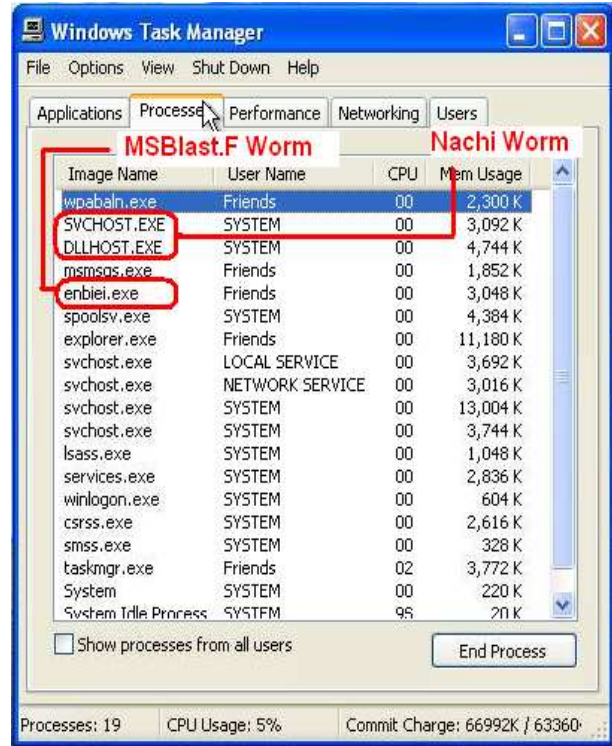 Windows Task Manager
File Options View Shut Down Help
Applications Processes Performance Networking Users
MSBlast.F Worm Nachi Worm
Image Name User Name CPU Mem Usage
wpabaln.exe Friends 00 2,300 K
SVCHOST.EXE SYSTEM 00 3,092 K
DLLHOST.EXE SYSTEM 00 4,744 K
msmsgs.exe Friends 00 1,852 K
enbiei.exe Friends 00 3,048 K
spoolsv.exe SYSTEM 00 4,384 K
explorer.exe Friends 00 11,180 K
svchost.exe LOCAL SERVICE 00 3,692 K
svchost.exe NETWORK SERVICE 00 3,016 K
svchost.exe SYSTEM 00 13,004 K
svchost.exe SYSTEM 00 3,744 K
lsass.exe SYSTEM 00 1,048 K
services.exe SYSTEM 00 2,836 K
winlogon.exe SYSTEM 00 604 K
csrss.exe SYSTEM 00 2,616 K
smss.exe SYSTEM 00 328 K
taskmgr.exe Friends 02 3,772 K
System SYSTEM 00 220 K
System Idle Process SYSTEM 95 20 K
Show processes from all users End Process
Processes: 19 CPU Usage: 5% Commit Charge: 66992K / 63360